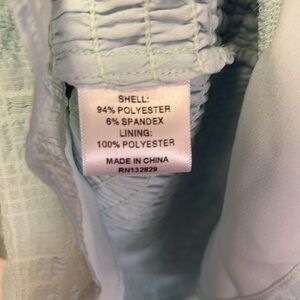 SHELL:
94% POLYESTER
6% SPANDEX
LINING:
100% POLYESTER
MADE IN CHINA
RN132829